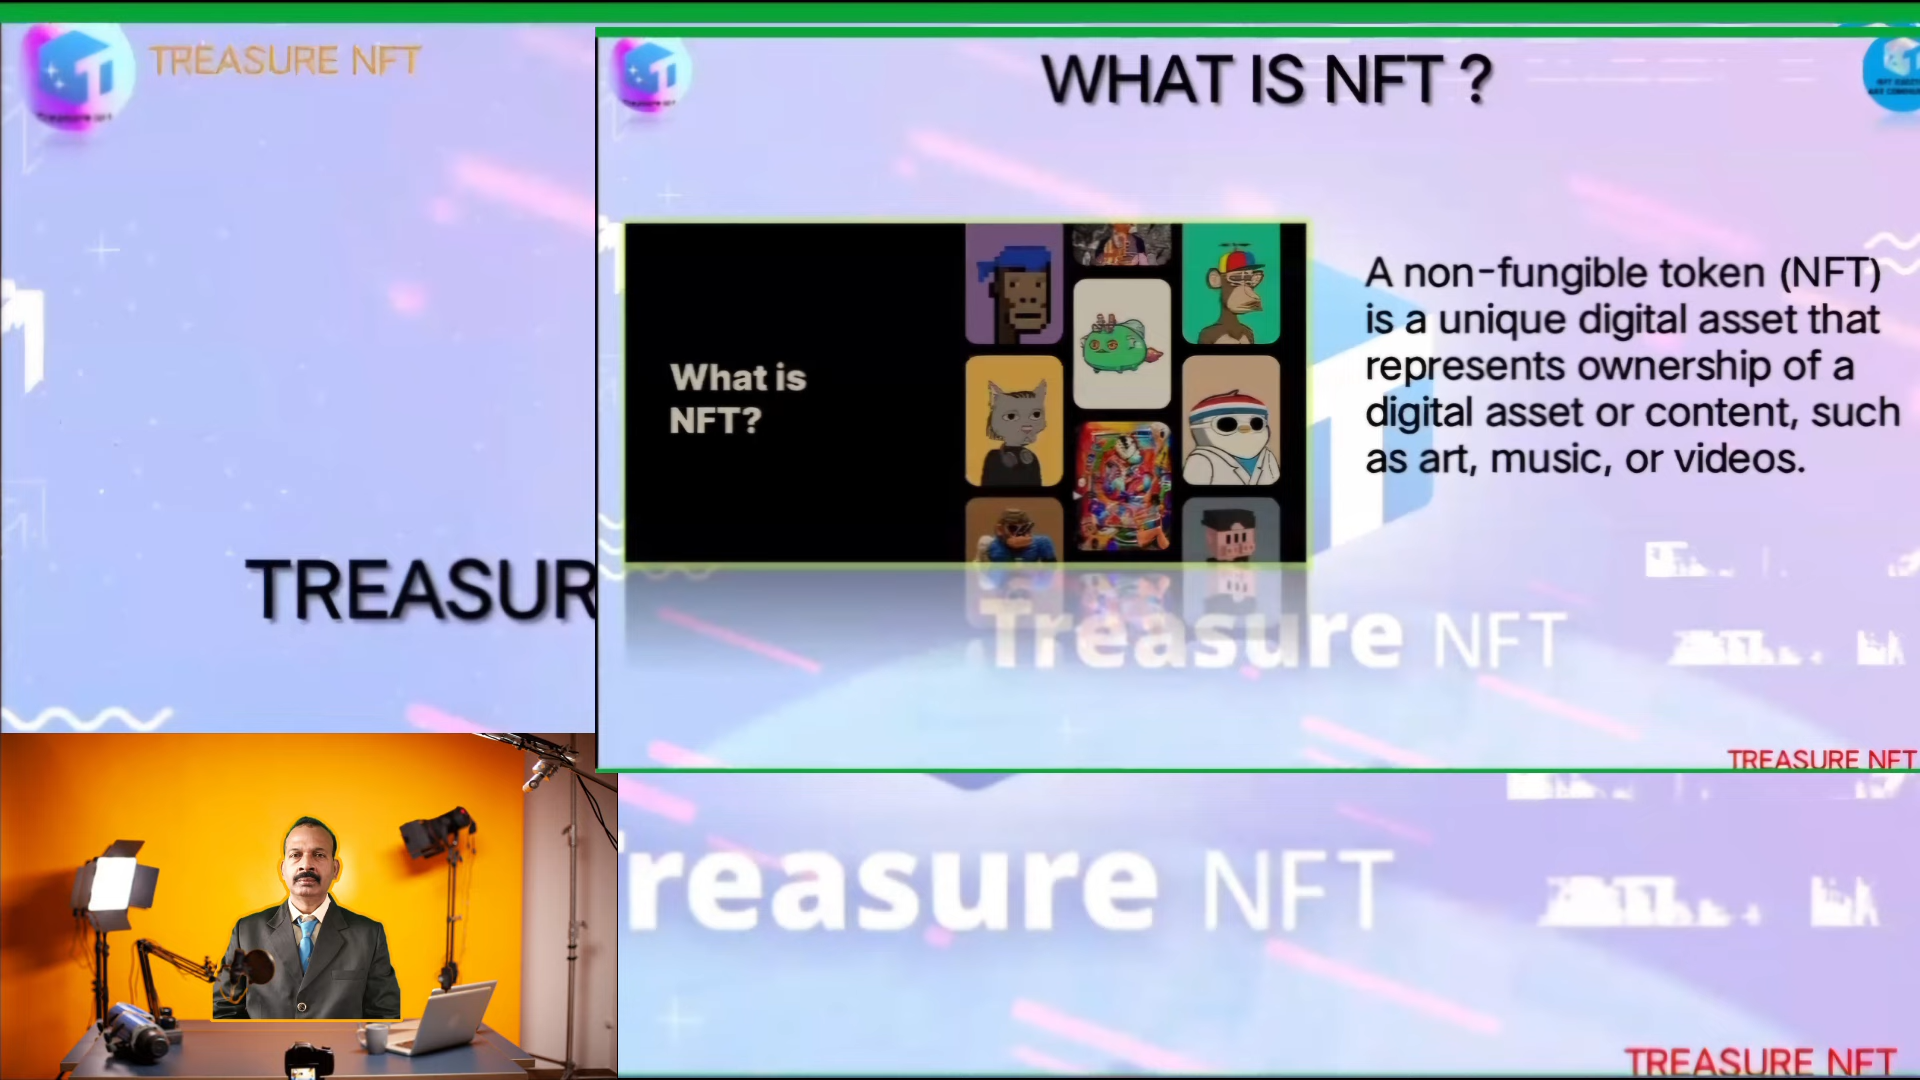 TREASURE NFT
WHAT IS NFT ?
What is
NFT?
A non-fungible token (NFT)
is a unique digital asset that
represents ownership of a
digital asset or content, such
as art, music, or videos.
TREASUR
Treasure NFT
TREASURE NFT
reasure NFT
TREASURE NFT